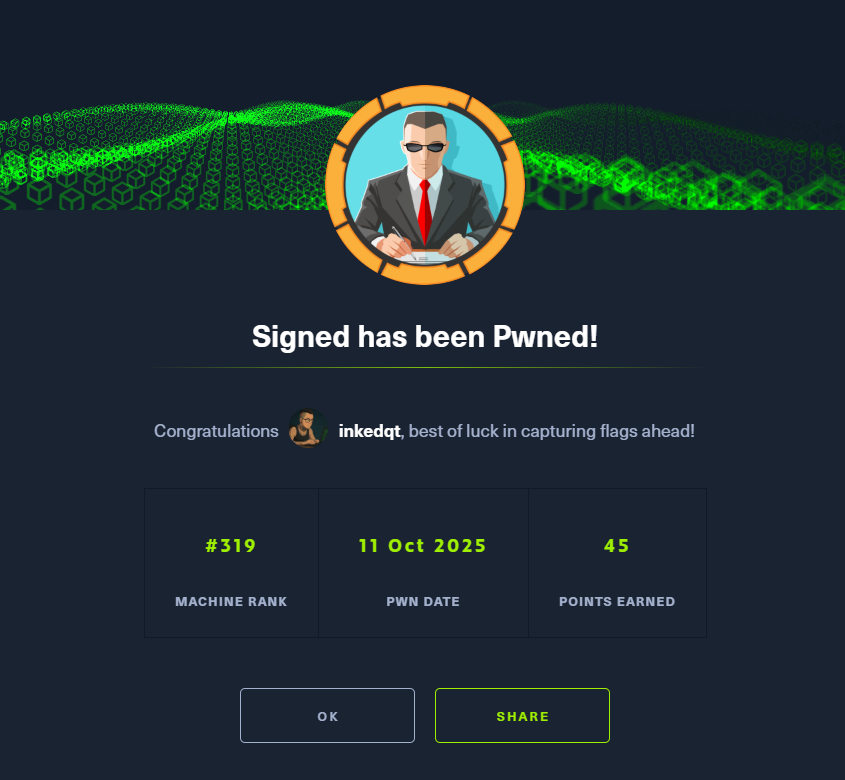 Signed has been Pwned!
Congratulations inkedqt, best of luck in capturing flags ahead!
#319 11 Oct 2025 45
MACHINE RANK PWN DATE POINTS EARNED
OK SHARE